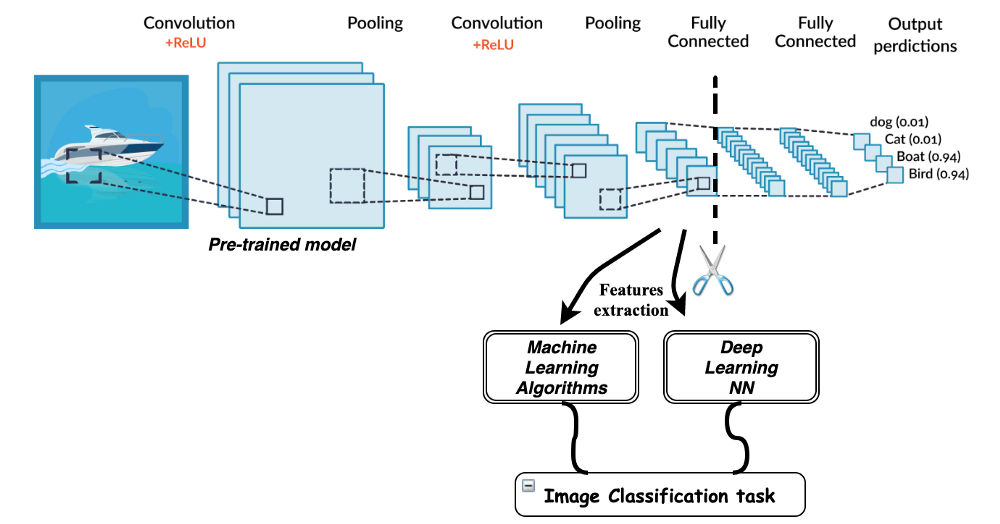 Convolution
+ReLU
Pooling
Convolution
+ReLU
Pooling
Fully
Connected
Fully
Connected
Output
perdictions
dog (0.01)
Cat (0.01)
Boat (0.94)
Bird (0.94)
Pre-trained model
Features
extraction
Machine
Learning
Algorithms
Deep
Learning
NN
Image Classification task